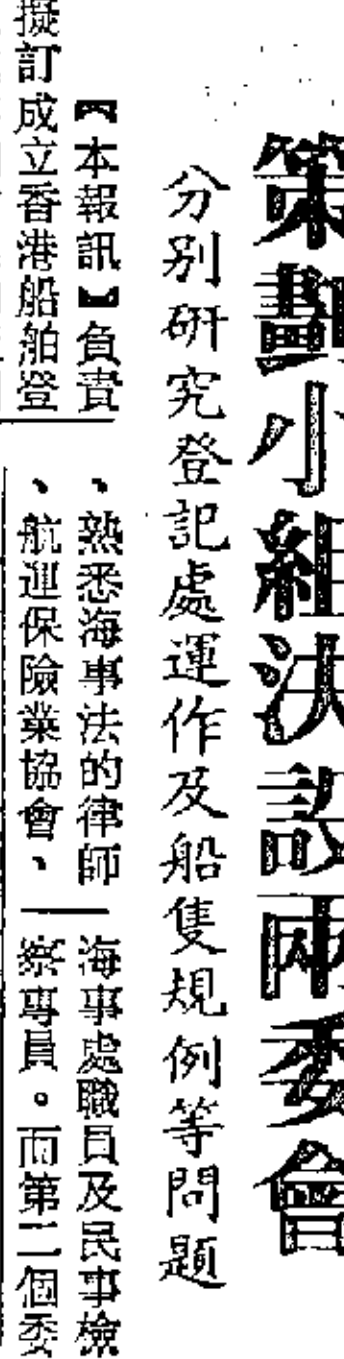 策劃小組決設兩委會
分別研究登記處運作及船隻規例等問題
【本報訊】負責
擬訂成立香港船舶登
、熟悉海事法的律師
、航運保險業協會、
海事處職員及民事檢
察專員。而第二個委